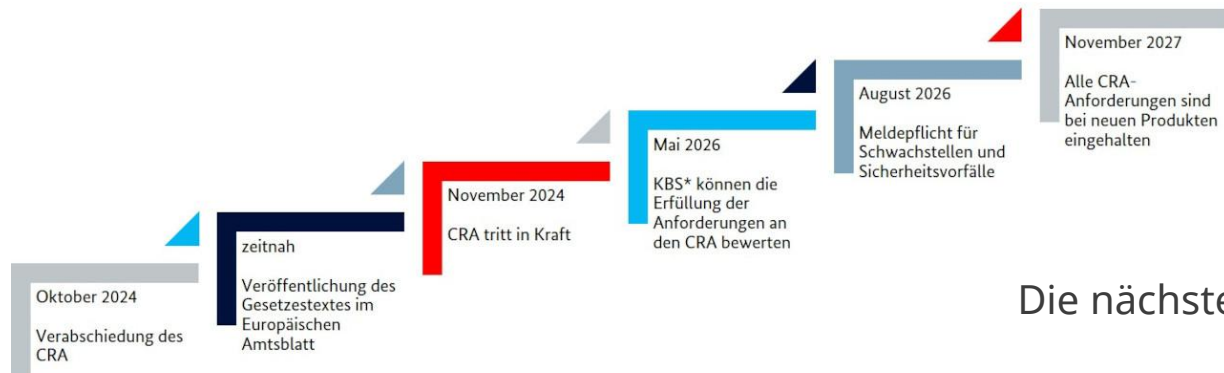 Oktober 2024
Verabschiedung des
CRA
zeitnah
Veröffentlichung des
Gesetzestextes im
Europäischen
Amtsblatt
November 2024
CRA tritt in Kraft
Mai 2026
KBS* können die
Erfüllung der
Anforderungen an
den CRA bewerten
August 2026
Meldepflicht für
Schwachstellen und
Sicherheitsvorfälle
November 2027
Alle CRA-
Anforderungen sind
bei neuen Produkten
eingehalten
Die nächste